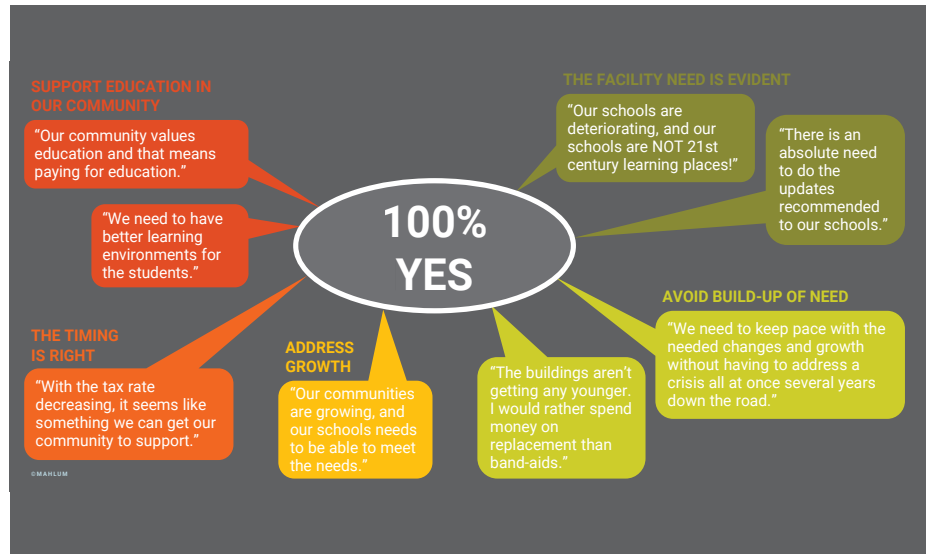 SUPPORT EDUCATION IN
OUR COMMUNITY
“Our community values
education and that means
paying for education.”
“We need to have
better learning
environments for
the students.”
THE FACILITY NEED IS EVIDENT
“Our schools are
deteriorating, and our
schools are NOT 21st
century learning places!”
“There is an
absolute need
to do the
updates
recommended
to our schools.”
100%
YES
THE TIMING
IS RIGHT
“With the tax rate
decreasing, it seems like
something we can get our
community to support.”
ADDRESS
GROWTH
“Our communities
are growing, and
our schools needs
to be able to meet
the needs.”
AVOID BUILD-UP OF NEED
“The buildings aren’t
getting any younger.
I would rather spend
money on
replacement than
band-aids.”
“We need to keep pace with the
needed changes and growth
without having to address a
crisis all at once several years
down the road.”
©MAHLUM